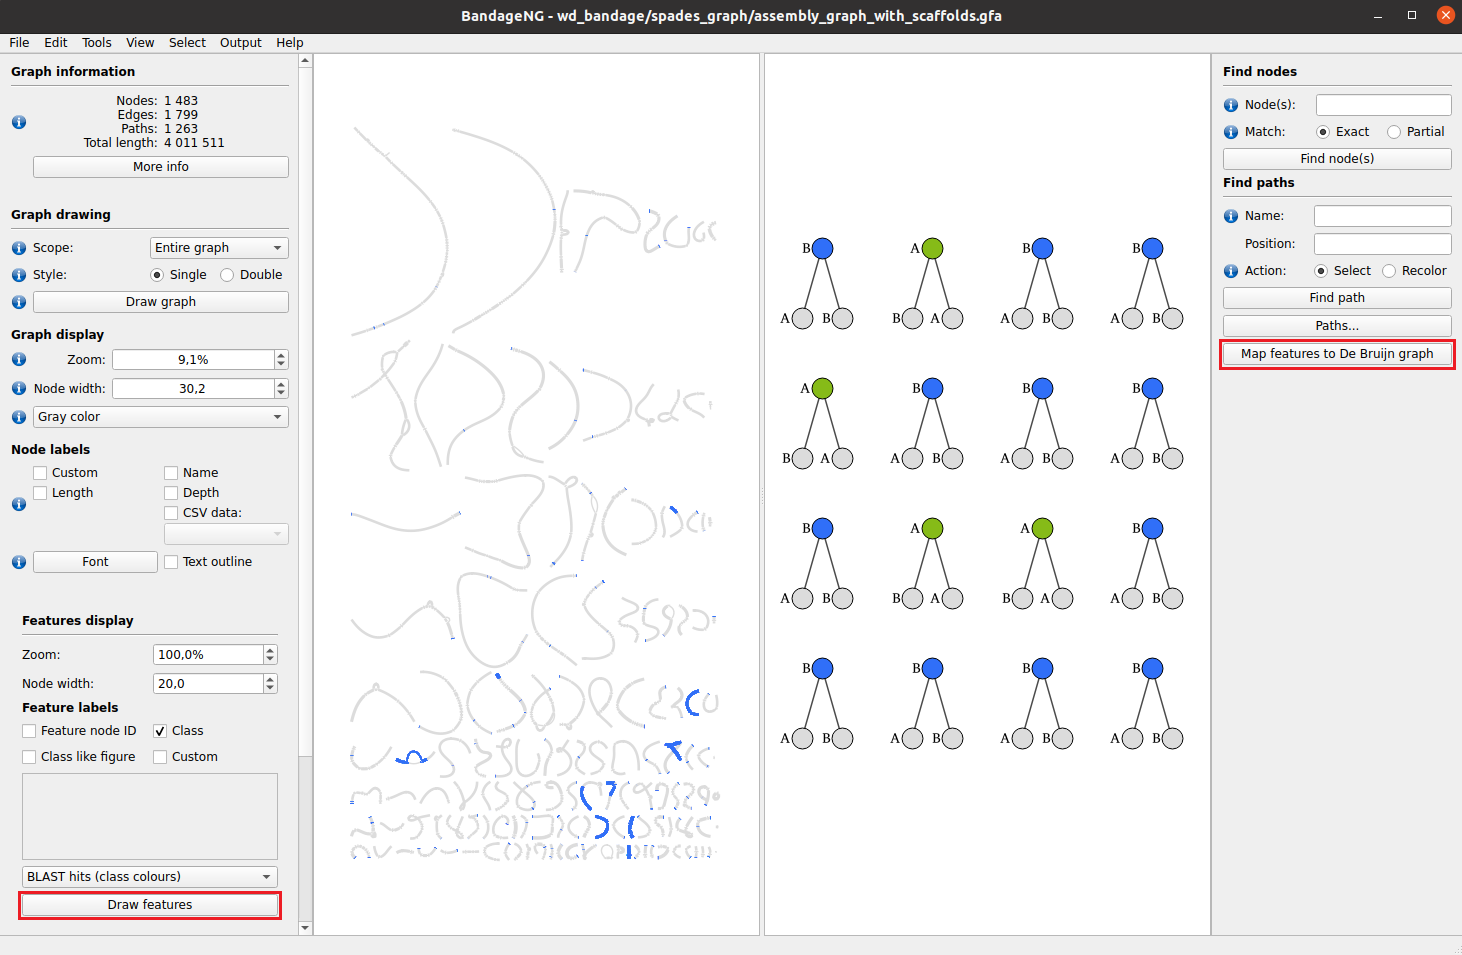 BandageNG - wd_bandage/spades_graph/assembly_graph_with_scaffolds.gfa
File Edit Tools View Select Output Help
Graph information
Nodes: 1 483
Edges: 1 799
Paths: 1 263
Total length: 4 011 511
More info
Graph drawing
Scope: Entire graph
Style: Single Double
Draw graph
Graph display
Zoom: 9,1%
Node width: 30,2
Gray color
Node labels
Custom Name
Length Depth
CSV data:
Font Text outline
Features display
Zoom: 100,0%
Node width: 20,0
Feature labels
Feature node ID Class
Class like figure Custom
BLAST hits (class colours)
Draw features
B A B B
A B B A A B A B
A B B B
B A A B A B A B
B A A B
A B B A B A A B
B B B B
A B A B A B A B
Find nodes
Node(s):
Match: Exact Partial
Find node(s)
Find paths
Name:
Position:
Action: Select Recolor
Find path
Paths...
Map features to De Bruijn graph